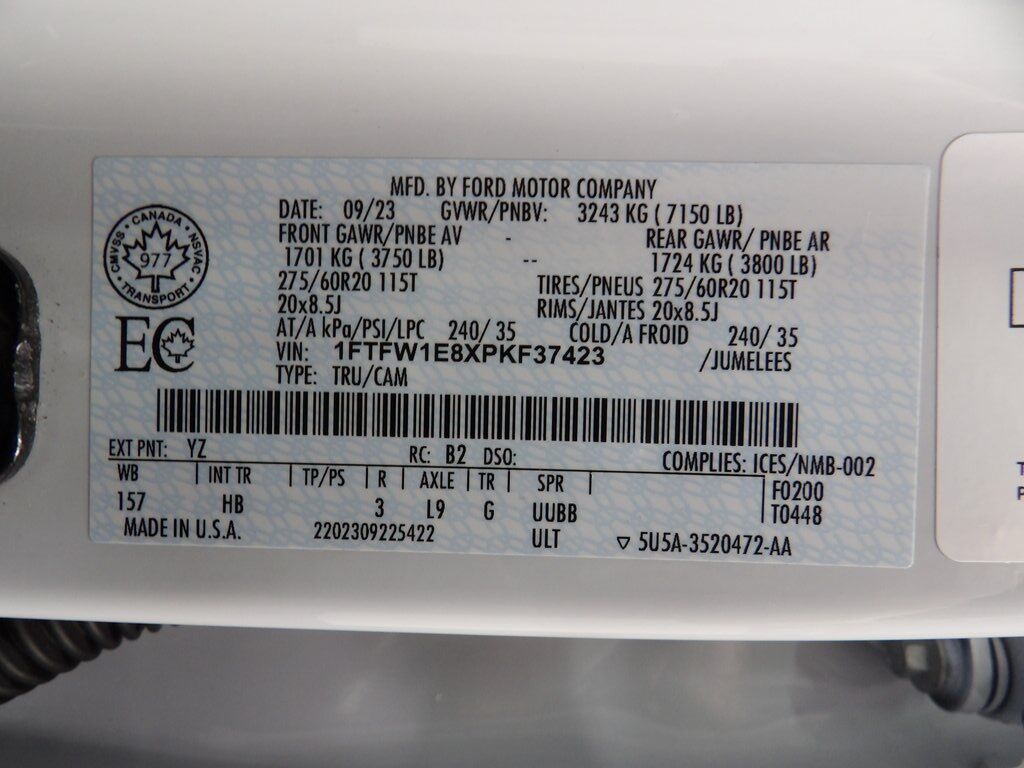 MFD. BY FORD MOTOR COMPANY
DATE: 09/23 GVWR/PNBV: 3243 KG ( 7150 LB)
FRONT GAWR/PNBE AV - REAR GAWR/ PNBE AR
1701 KG ( 3750 LB) -- 1724 KG ( 3800 LB)
275/60R20 115T TIRES/PNEUS 275/60R20 115T
20x8.5J RIMS/JANTES 20x8.5J
AT/A kPa/PSI/LPC 240/ 35 COLD/A FROID 240/ 35
VIN: 1FTFW1E8XPKF37423 /JUMELEES
TYPE: TRU/CAM
CMVSS • CANADA • NSVAC • TRANSPORT •
977
EC
EXT PNT: YZ RC: B2 DSO: COMPLIES: ICES/NMB-002
WB | INT TR | TP/PS | R | AXLE | TR | SPR | F0200
157 HB 3 L9 G UUBB | T0448
MADE IN U.S.A. 2202309225422 ULT ▽ 5U5A-3520472-AA